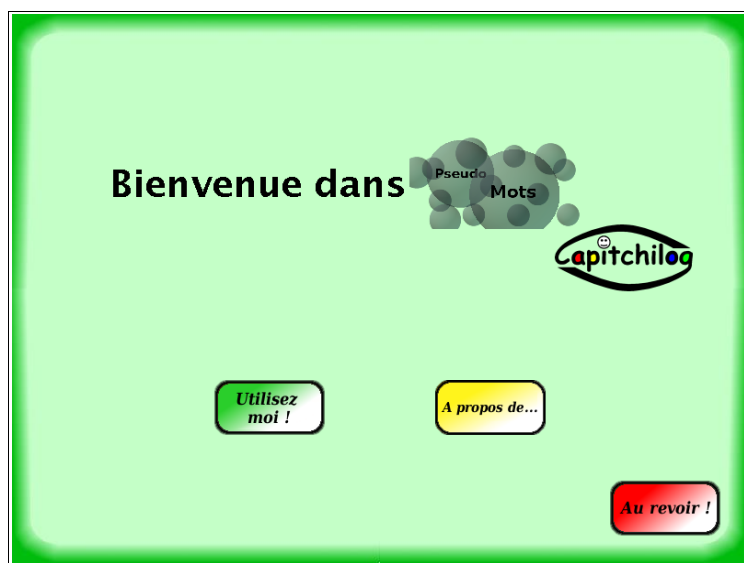 Bienvenue dans
Pseudo
Mots
Capitchilog
Utilisez
moi !
A propos de...
Au revoir !